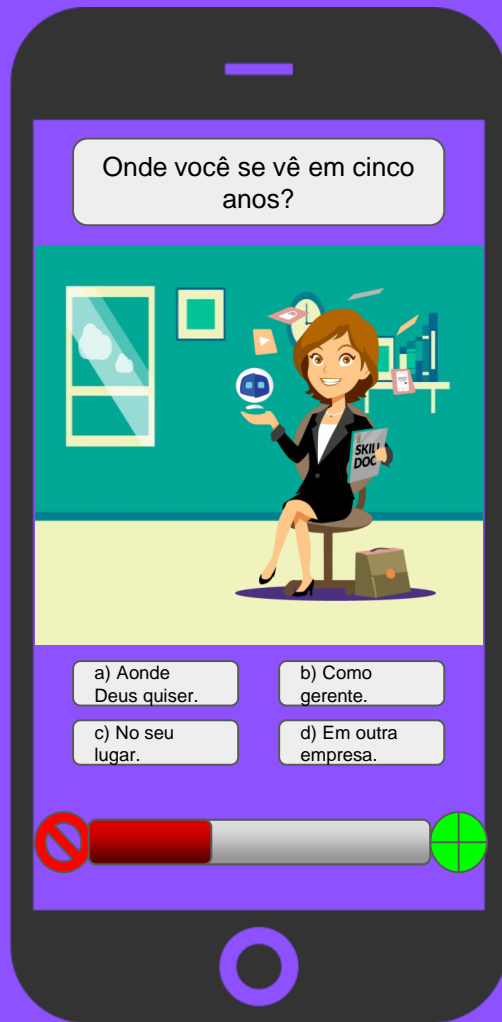 Onde você se vê em cinco
anos?
SKILL
DOC
a) Aonde
Deus quiser.
b) Como
gerente.
c) No seu
lugar.
d) Em outra
empresa.